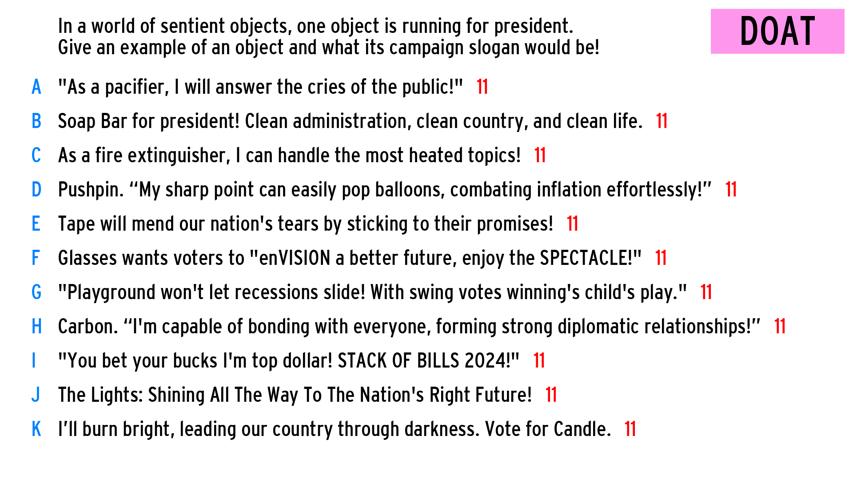 In a world of sentient objects, one object is running for president.
Give an example of an object and what its campaign slogan would be!
DOAT
A "As a pacifier, I will answer the cries of the public!" 11
B Soap Bar for president! Clean administration, clean country, and clean life. 11
C As a fire extinguisher, I can handle the most heated topics! 11
D Pushpin. “My sharp point can easily pop balloons, combating inflation effortlessly!” 11
E Tape will mend our nation's tears by sticking to their promises! 11
F Glasses wants voters to "enVISION a better future, enjoy the SPECTACLE!" 11
G "Playground won't let recessions slide! With swing votes winning's child's play." 11
H Carbon. “I'm capable of bonding with everyone, forming strong diplomatic relationships!” 11
I "You bet your bucks I'm top dollar! STACK OF BILLS 2024!" 11
J The Lights: Shining All The Way To The Nation's Right Future! 11
K I’ll burn bright, leading our country through darkness. Vote for Candle. 11